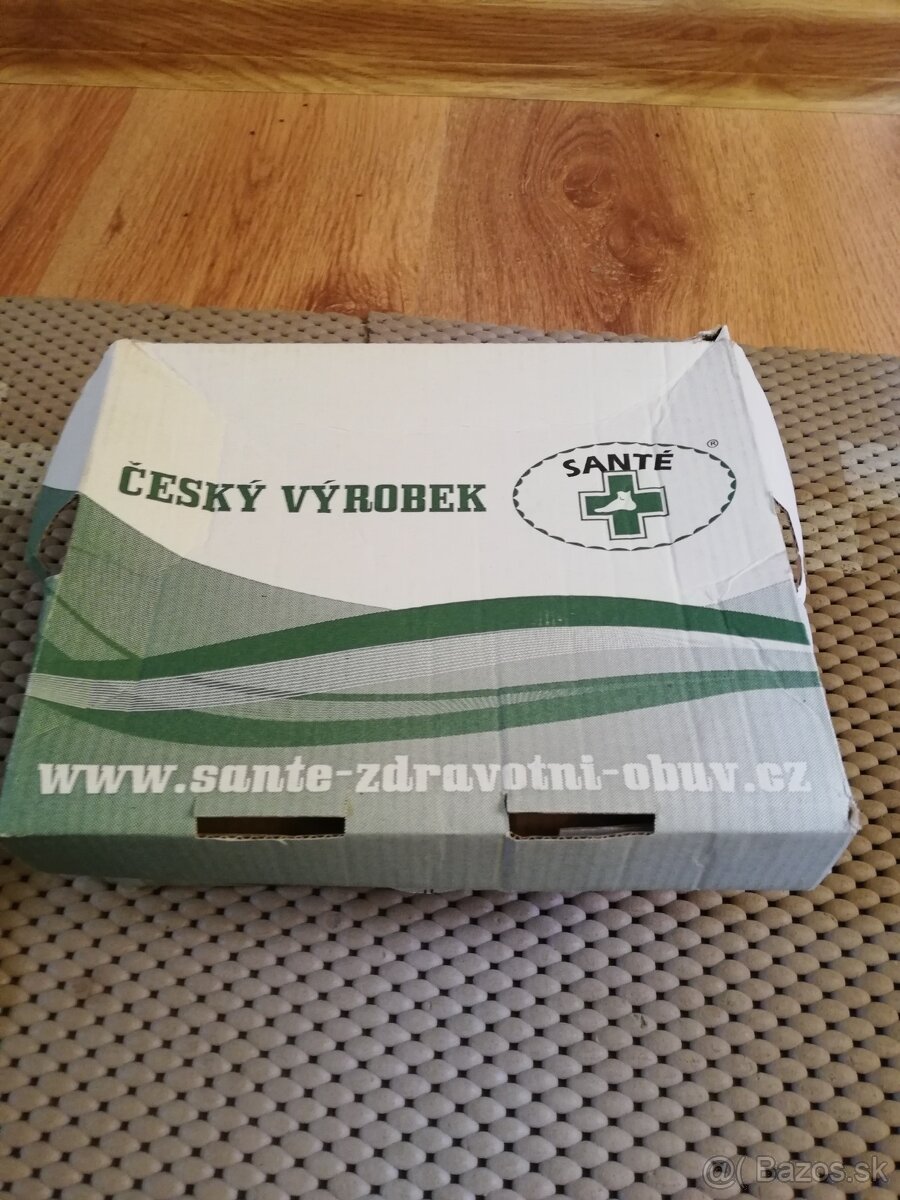 ČESKÝ VÝROBEK
SANTÉ ®
www.sante-zdravotni-obuv.cz
@( Bazos.sk